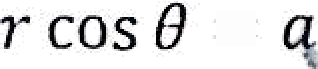 r cos θ a